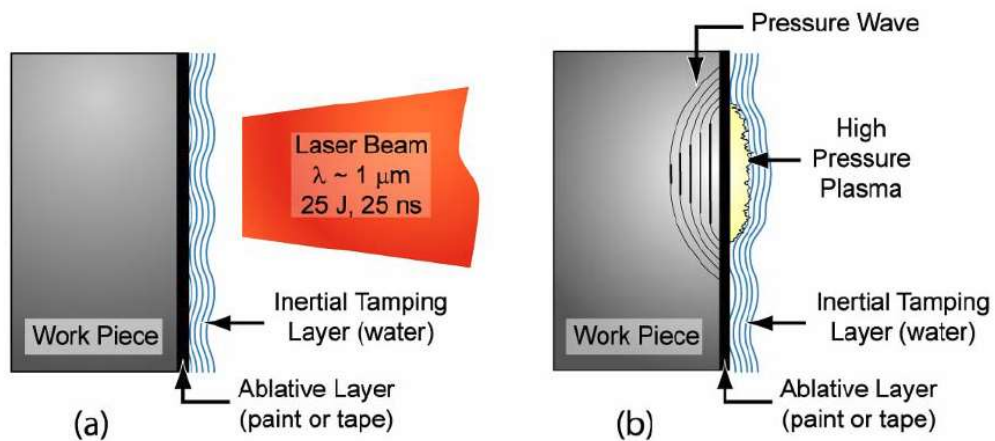 Laser Beam
λ ~ 1 μm
25 J, 25 ns
Inertial Tamping
Layer (water)
Work Piece
Ablative Layer
(paint or tape)
(a)
Pressure Wave
High
Pressure
Plasma
Inertial Tamping
Layer (water)
Work Piece
Ablative Layer
(paint or tape)
(b)